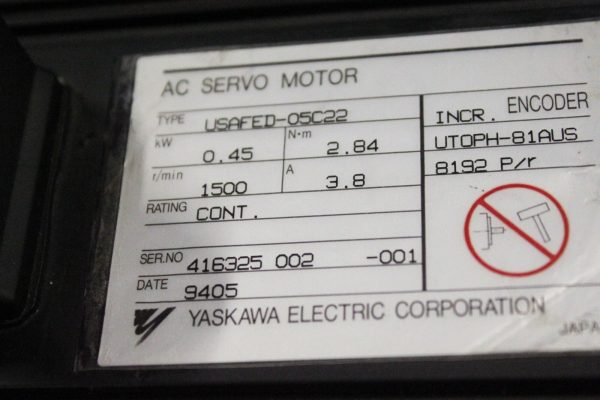 AC SERVO MOTOR
TYPE USAFED-05C22
kW 0.45 N·m 2.84
r/min 1500 A 3.8
RATING CONT.
SER.NO 416325 002 -001
DATE 9405
INCR. ENCODER
UTOPH-81AUS
8192 P/r
YASKAWA ELECTRIC CORPORATION
JAPA